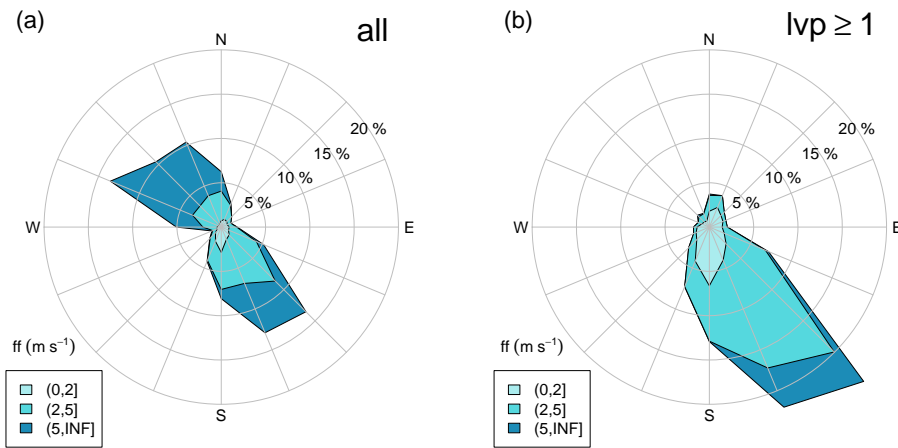 (a)
all
N
20 %
15 %
10 %
5 %
W
E
S
ff (m s⁻¹)
(0,2]
(2,5]
(5,INF]
(b)
lvp ≥ 1
N
20 %
15 %
10 %
5 %
W
E
S
ff (m s⁻¹)
(0,2]
(2,5]
(5,INF]